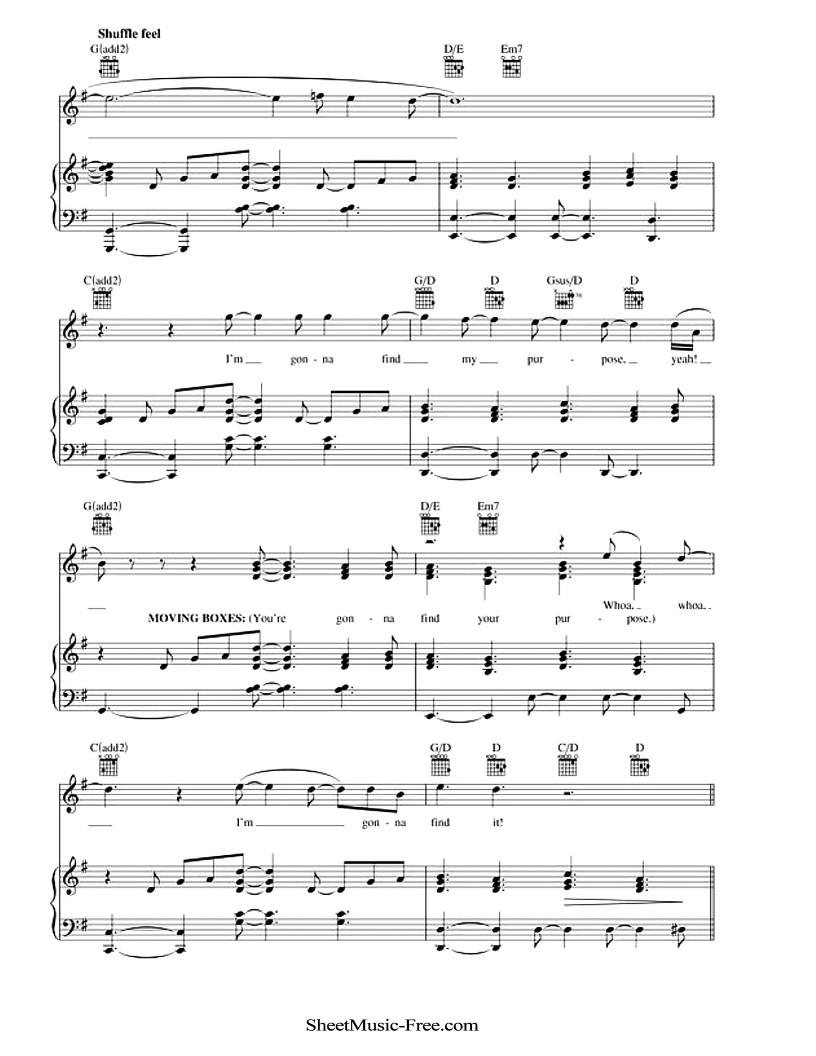 Shuffle feel
G(add2) D/E Em7
C(add2) G/D D Gsus/D D
I'm gon - na find my pur - pose, yeah!
G(add2) D/E Em7
Whoa, whoa,
MOVING BOXES: (You're gon - na find your pur - pose.)
C(add2) G/D D C/D D
I'm gon - na find it!
SheetMusic-Free.com